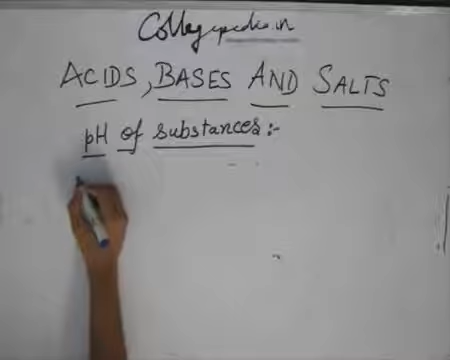 Collegepedia.in
ACIDS, BASES AND SALTS
pH of substances :-